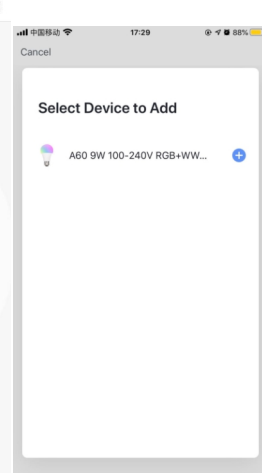 中国移动 17:29 88%
Cancel
Select Device to Add
A60 9W 100-240V RGB+WW...